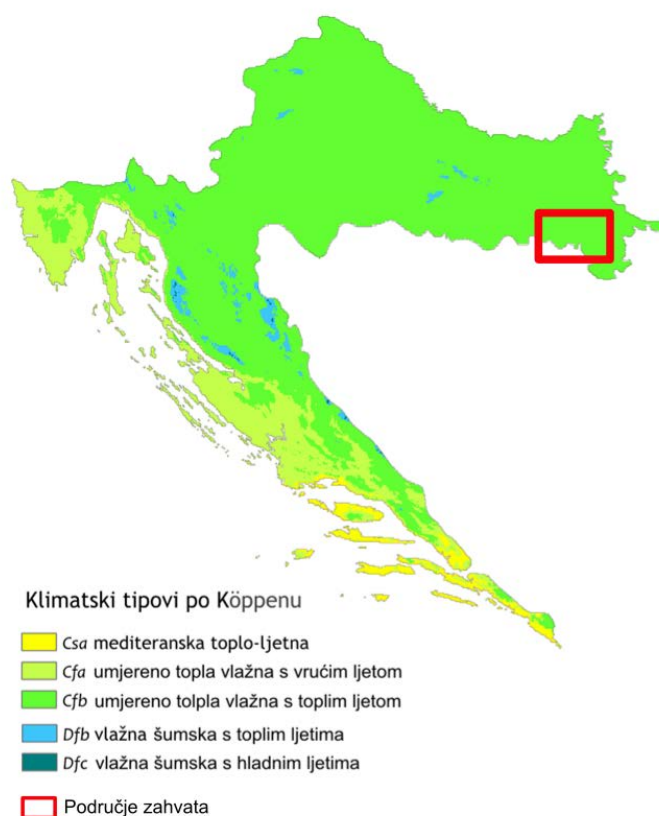 Klimatski tipovi po Köppenu
Csa mediteranska toplo-ljetna
Cfa umjereno topla vlažna s vrućim ljetom
Cfb umjereno tolpla vlažna s toplim ljetom
Dfb vlažna šumska s toplim ljetima
Dfc vlažna šumska s hladnim ljetima
Područje zahvata